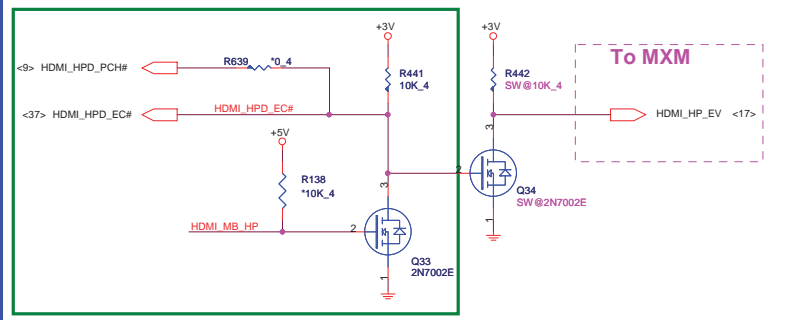 +3V
+3V
To MXM
<9> HDMI_HPD_PCH#
R639
*0_4
R441
10K_4
R442
SW@10K_4
<37> HDMI_HPD_EC#
HDMI_HPD_EC#
3
HDMI_HP_EV <17>
+5V
R138
*10K_4
3
2
Q34
SW@2N7002E
HDMI_MB_HP
2
1
Q33
2N7002E
1